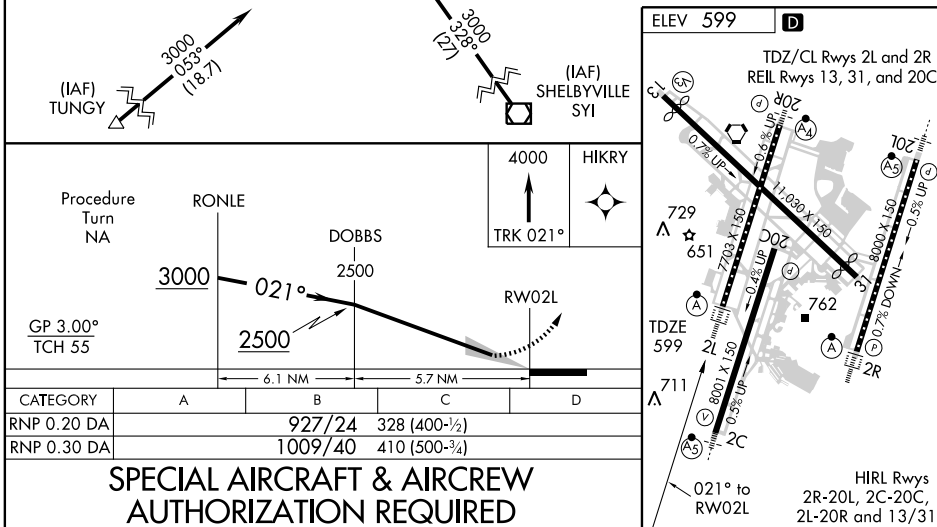 3000
053°
(18.7)
(IAF)
TUNGY
3000
328°
(27)
(IAF)
SHELBYVILLE
SYI
Procedure
Turn
NA
RONLE
DOBBS
2500
4000
TRK 021°
HIKRY
3000
021°
2500
RW02L
GP 3.00°
TCH 55
6.1 NM
5.7 NM
CATEGORY A B C D
RNP 0.20 DA 927/24 328 (400-½)
RNP 0.30 DA 1009/40 410 (500-¾)
SPECIAL AIRCRAFT & AIRCREW
AUTHORIZATION REQUIRED
ELEV 599 D
TDZ/CL Rwys 2L and 2R
REIL Rwys 13, 31, and 20C
13
V5
P
20R
A4
20L
A5
P
0.7% UP
0.6% UP
11,030 X 150
729
651
7703 X 150
20C
0.4% UP
P
8000 X 150
0.5% UP
31
762
0.7% DOWN
A
A
P
TDZE
599
2L
2R
711
8001 X 150
0.5% UP
V
A5
2C
021° to
RW02L
HIRL Rwys
2R-20L, 2C-20C,
2L-20R and 13/31